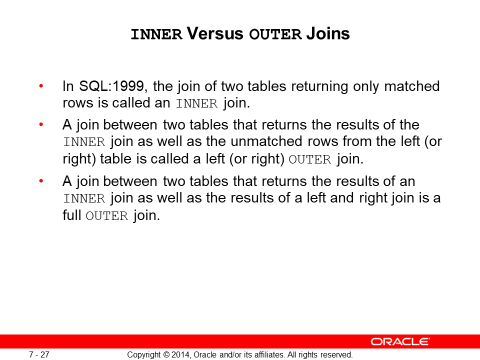 INNER Versus OUTER Joins
• In SQL:1999, the join of two tables returning only matched
rows is called an INNER join.
• A join between two tables that returns the results of the
INNER join as well as the unmatched rows from the left (or
right) table is called a left (or right) OUTER join.
• A join between two tables that returns the results of an
INNER join as well as the results of a left and right join is a
full OUTER join.
ORACLE
7 - 27 Copyright © 2014, Oracle and/or its affiliates. All rights reserved.